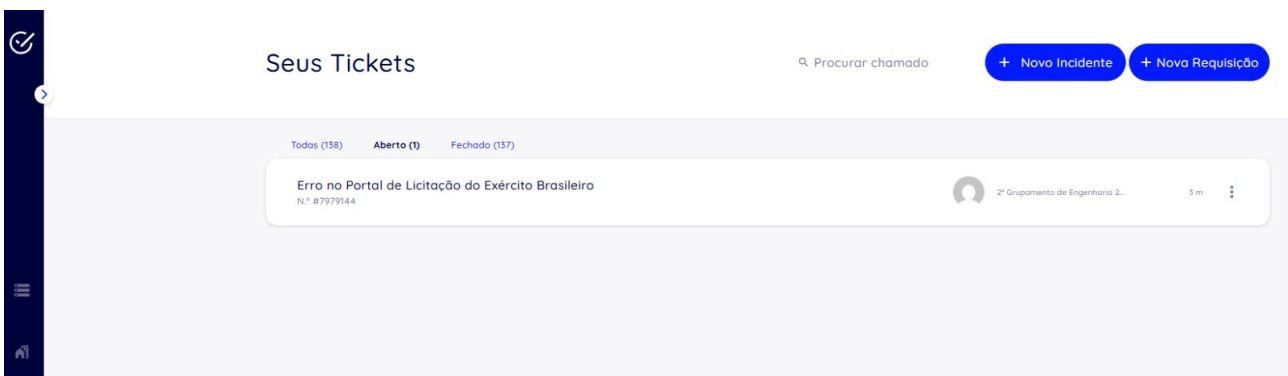 Seus Tickets
Procurar chamado
+ Novo Incidente
+ Nova Requisição
Todas (138)
Aberto (1)
Fechado (137)
Erro no Portal de Licitação do Exército Brasileiro
N.º #7979144
2º Grupamento de Engenharia 2...
3 m